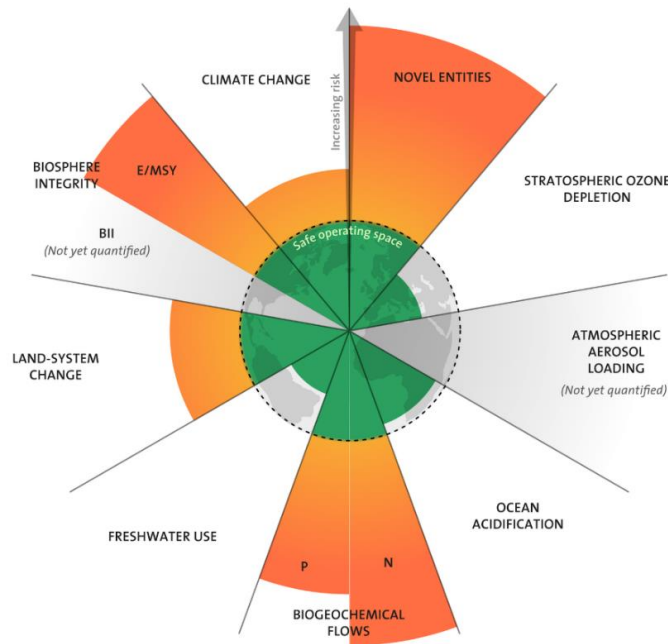 CLIMATE CHANGE
Increasing risk
NOVEL ENTITIES
BIOSPHERE
INTEGRITY
E/MSY
STRATOSPHERIC OZONE
DEPLETION
BII
(Not yet quantified)
Safe operating space
LAND-SYSTEM
CHANGE
ATMOSPHERIC
AEROSOL
LOADING
(Not yet quantified)
FRESHWATER USE
OCEAN
ACIDIFICATION
P
N
BIOGEOCHEMICAL
FLOWS